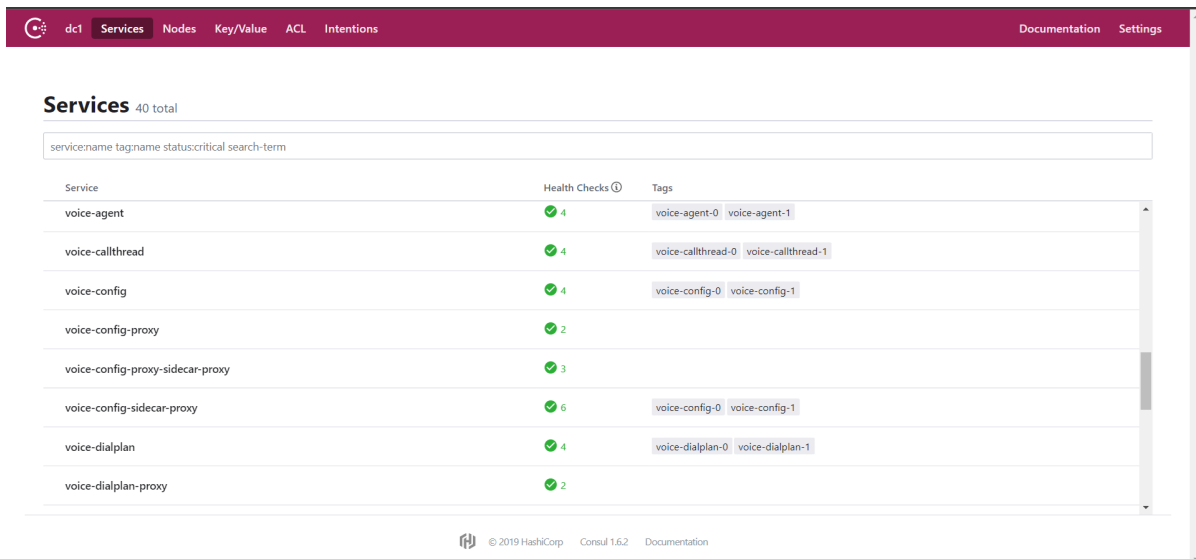 dc1 Services Nodes Key/Value ACL Intentions Documentation Settings
Services 40 total
service:name tag:name status:critical search-term
Service Health Checks Tags
voice-agent 4 voice-agent-0 voice-agent-1
voice-callthread 4 voice-callthread-0 voice-callthread-1
voice-config 4 voice-config-0 voice-config-1
voice-config-proxy 2
voice-config-proxy-sidecar-proxy 3
voice-config-sidecar-proxy 6 voice-config-0 voice-config-1
voice-dialplan 4 voice-dialplan-0 voice-dialplan-1
voice-dialplan-proxy 2
© 2019 HashiCorp Consul 1.6.2 Documentation